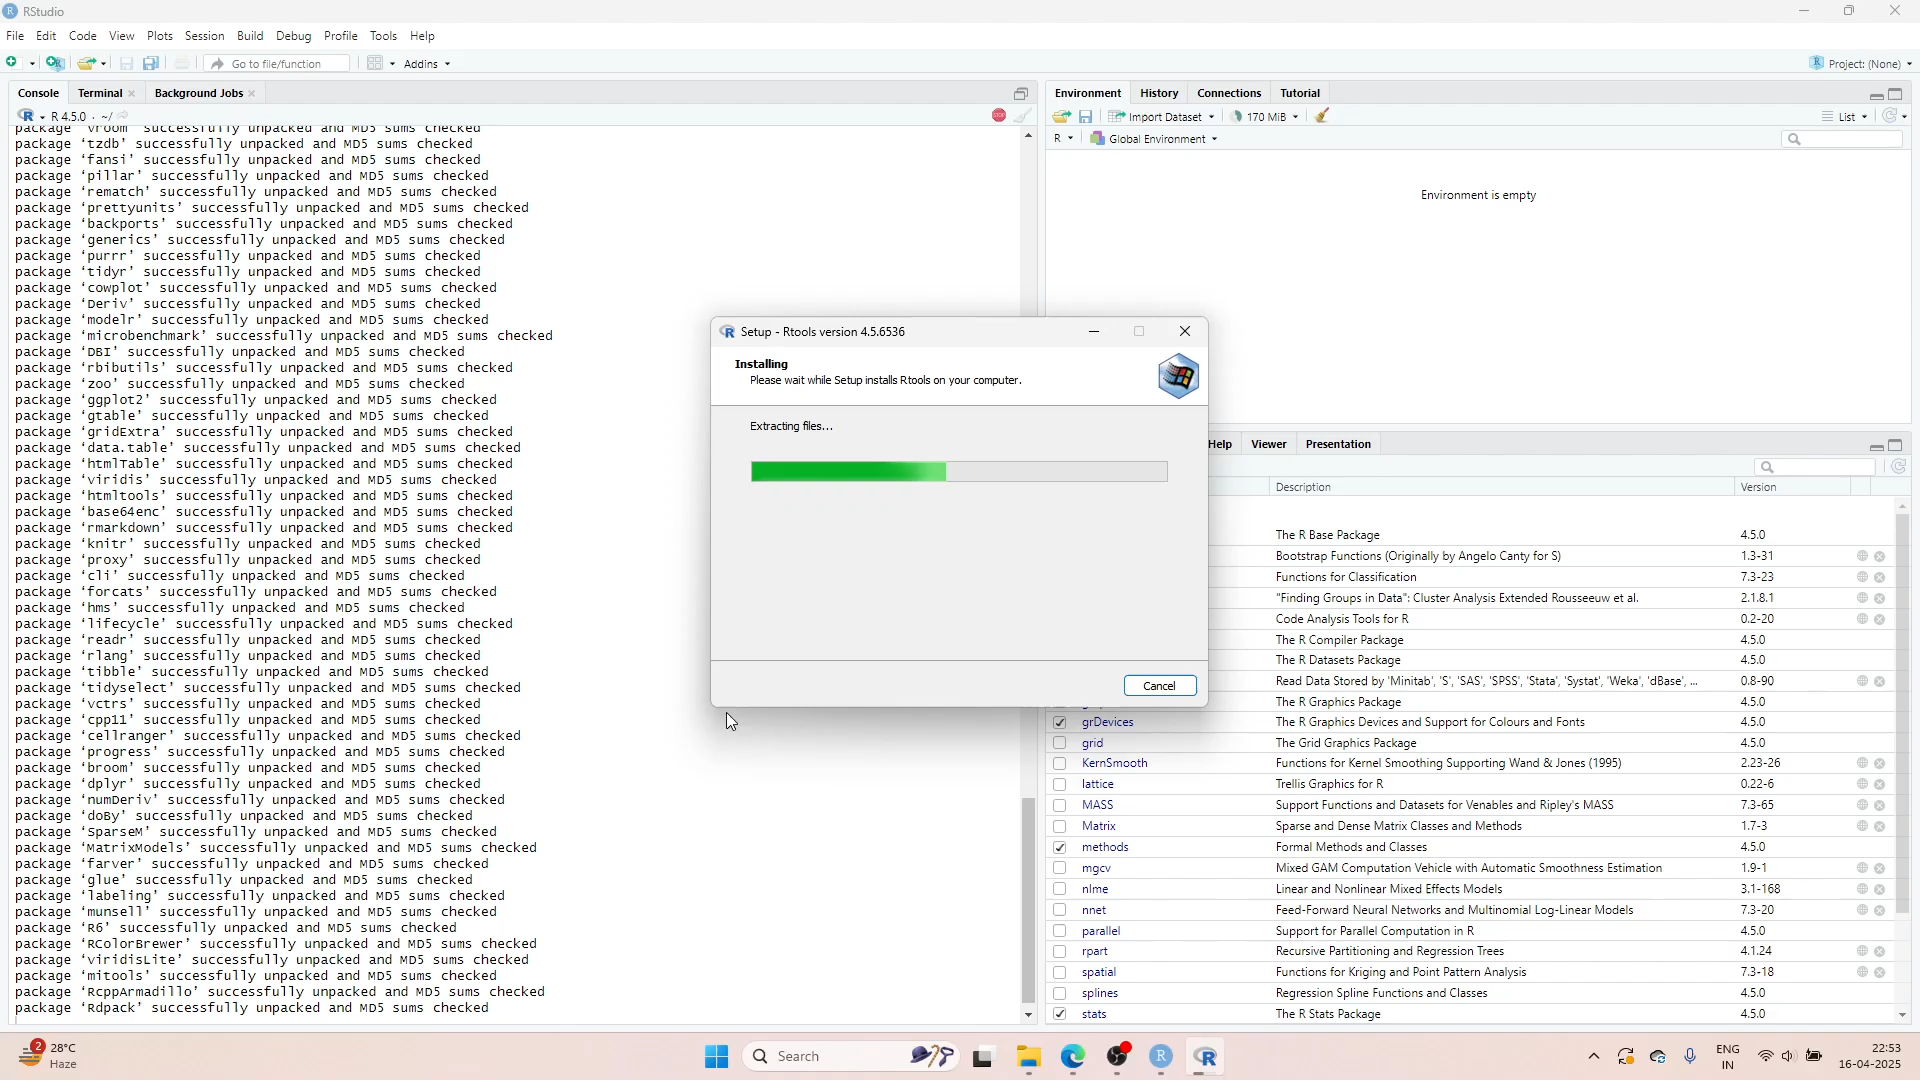 RStudio
File Edit Code View Plots Session Build Debug Profile Tools Help
Go to file/function
Addins
Project: (None)
Console Terminal Background Jobs
R 4.5.0 · ~/
package ‘vroom’ successfully unpacked and MD5 sums checked
package ‘tzdb’ successfully unpacked and MD5 sums checked
package ‘fansi’ successfully unpacked and MD5 sums checked
package ‘pillar’ successfully unpacked and MD5 sums checked
package ‘rematch’ successfully unpacked and MD5 sums checked
package ‘prettyunits’ successfully unpacked and MD5 sums checked
package ‘backports’ successfully unpacked and MD5 sums checked
package ‘generics’ successfully unpacked and MD5 sums checked
package ‘purrr’ successfully unpacked and MD5 sums checked
package ‘tidyr’ successfully unpacked and MD5 sums checked
package ‘cowplot’ successfully unpacked and MD5 sums checked
package ‘Deriv’ successfully unpacked and MD5 sums checked
package ‘modelr’ successfully unpacked and MD5 sums checked
package ‘microbenchmark’ successfully unpacked and MD5 sums checked
package ‘DBI’ successfully unpacked and MD5 sums checked
package ‘rbibutils’ successfully unpacked and MD5 sums checked
package ‘zoo’ successfully unpacked and MD5 sums checked
package ‘ggplot2’ successfully unpacked and MD5 sums checked
package ‘gtable’ successfully unpacked and MD5 sums checked
package ‘gridExtra’ successfully unpacked and MD5 sums checked
package ‘data.table’ successfully unpacked and MD5 sums checked
package ‘htmlTable’ successfully unpacked and MD5 sums checked
package ‘viridis’ successfully unpacked and MD5 sums checked
package ‘htmltools’ successfully unpacked and MD5 sums checked
package ‘base64enc’ successfully unpacked and MD5 sums checked
package ‘rmarkdown’ successfully unpacked and MD5 sums checked
package ‘knitr’ successfully unpacked and MD5 sums checked
package ‘proxy’ successfully unpacked and MD5 sums checked
package ‘cli’ successfully unpacked and MD5 sums checked
package ‘forcats’ successfully unpacked and MD5 sums checked
package ‘hms’ successfully unpacked and MD5 sums checked
package ‘lifecycle’ successfully unpacked and MD5 sums checked
package ‘readr’ successfully unpacked and MD5 sums checked
package ‘rlang’ successfully unpacked and MD5 sums checked
package ‘tibble’ successfully unpacked and MD5 sums checked
package ‘tidyselect’ successfully unpacked and MD5 sums checked
package ‘vctrs’ successfully unpacked and MD5 sums checked
package ‘cpp11’ successfully unpacked and MD5 sums checked
package ‘cellranger’ successfully unpacked and MD5 sums checked
package ‘progress’ successfully unpacked and MD5 sums checked
package ‘broom’ successfully unpacked and MD5 sums checked
package ‘dplyr’ successfully unpacked and MD5 sums checked
package ‘numDeriv’ successfully unpacked and MD5 sums checked
package ‘doBy’ successfully unpacked and MD5 sums checked
package ‘SparseM’ successfully unpacked and MD5 sums checked
package ‘MatrixModels’ successfully unpacked and MD5 sums checked
package ‘farver’ successfully unpacked and MD5 sums checked
package ‘glue’ successfully unpacked and MD5 sums checked
package ‘labeling’ successfully unpacked and MD5 sums checked
package ‘munsell’ successfully unpacked and MD5 sums checked
package ‘R6’ successfully unpacked and MD5 sums checked
package ‘RColorBrewer’ successfully unpacked and MD5 sums checked
package ‘viridisLite’ successfully unpacked and MD5 sums checked
package ‘mitools’ successfully unpacked and MD5 sums checked
package ‘RcppArmadillo’ successfully unpacked and MD5 sums checked
package ‘Rdpack’ successfully unpacked and MD5 sums checked
Setup - Rtools version 4.5.6536
Installing
Please wait while Setup installs Rtools on your computer.
Extracting files...
Cancel
Environment History Connections Tutorial
Import Dataset 170 MiB List
R Global Environment
Environment is empty
Help Viewer Presentation
Description Version
The R Base Package 4.5.0
Bootstrap Functions (Originally by Angelo Canty for S) 1.3-31
Functions for Classification 7.3-23
"Finding Groups in Data": Cluster Analysis Extended Rousseeuw et al. 2.1.8.1
Code Analysis Tools for R 0.2-20
The R Compiler Package 4.5.0
The R Datasets Package 4.5.0
Read Data Stored by 'Minitab', 'S', 'SAS', 'SPSS', 'Stata', 'Systat', 'Weka', 'dBase', ... 0.8-90
The R Graphics Package 4.5.0
grDevices The R Graphics Devices and Support for Colours and Fonts 4.5.0
grid The Grid Graphics Package 4.5.0
KernSmooth Functions for Kernel Smoothing Supporting Wand & Jones (1995) 2.23-26
lattice Trellis Graphics for R 0.22-6
MASS Support Functions and Datasets for Venables and Ripley's MASS 7.3-65
Matrix Sparse and Dense Matrix Classes and Methods 1.7-3
methods Formal Methods and Classes 4.5.0
mgcv Mixed GAM Computation Vehicle with Automatic Smoothness Estimation 1.9-1
nlme Linear and Nonlinear Mixed Effects Models 3.1-168
nnet Feed-Forward Neural Networks and Multinomial Log-Linear Models 7.3-20
parallel Support for Parallel Computation in R 4.5.0
rpart Recursive Partitioning and Regression Trees 4.1.24
spatial Functions for Kriging and Point Pattern Analysis 7.3-18
splines Regression Spline Functions and Classes 4.5.0
stats The R Stats Package 4.5.0
2
28°C
Haze
Search
ENG
IN
22:53
16-04-2025